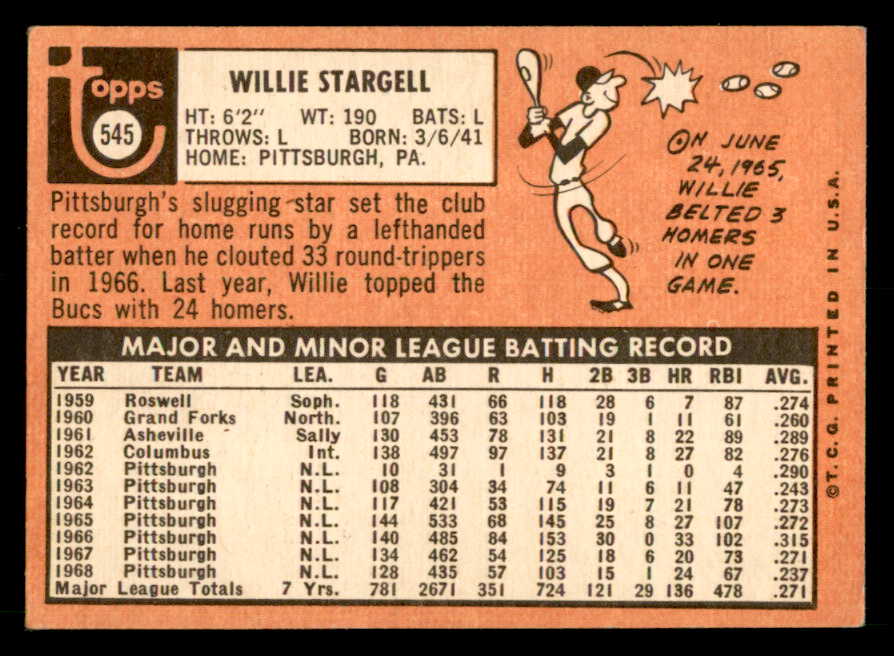 topps
545
WILLIE STARGELL
HT: 6'2" WT: 190 BATS: L
THROWS: L BORN: 3/6/41
HOME: PITTSBURGH, PA.
Pittsburgh's slugging star set the club
record for home runs by a lefthanded
batter when he clouted 33 round-trippers
in 1966. Last year, Willie topped the
Bucs with 24 homers.
ON JUNE
24, 1965,
WILLIE
BELTED 3
HOMERS
IN ONE
GAME.
MAJOR AND MINOR LEAGUE BATTING RECORD
YEAR TEAM LEA. G AB R H 2B 3B HR RBI AVG.
1959 Roswell Soph. 118 431 66 118 28 6 7 87 .274
1960 Grand Forks North. 107 396 63 103 19 1 11 61 .260
1961 Asheville Sally 130 453 78 131 21 8 22 89 .289
1962 Columbus Int. 138 497 97 137 21 8 27 82 .276
1962 Pittsburgh N.L. 10 31 1 9 3 1 0 4 .290
1963 Pittsburgh N.L. 108 304 34 74 11 6 11 47 .243
1964 Pittsburgh N.L. 117 421 53 115 19 7 21 78 .273
1965 Pittsburgh N.L. 144 533 68 145 25 8 27 107 .272
1966 Pittsburgh N.L. 140 485 84 153 30 0 33 102 .315
1967 Pittsburgh N.L. 134 462 54 125 18 6 20 73 .271
1968 Pittsburgh N.L. 128 435 57 103 15 1 24 67 .237
Major League Totals 7 Yrs. 781 2671 351 724 121 29 136 478 .271
©T.C.G. PRINTED IN U.S.A.